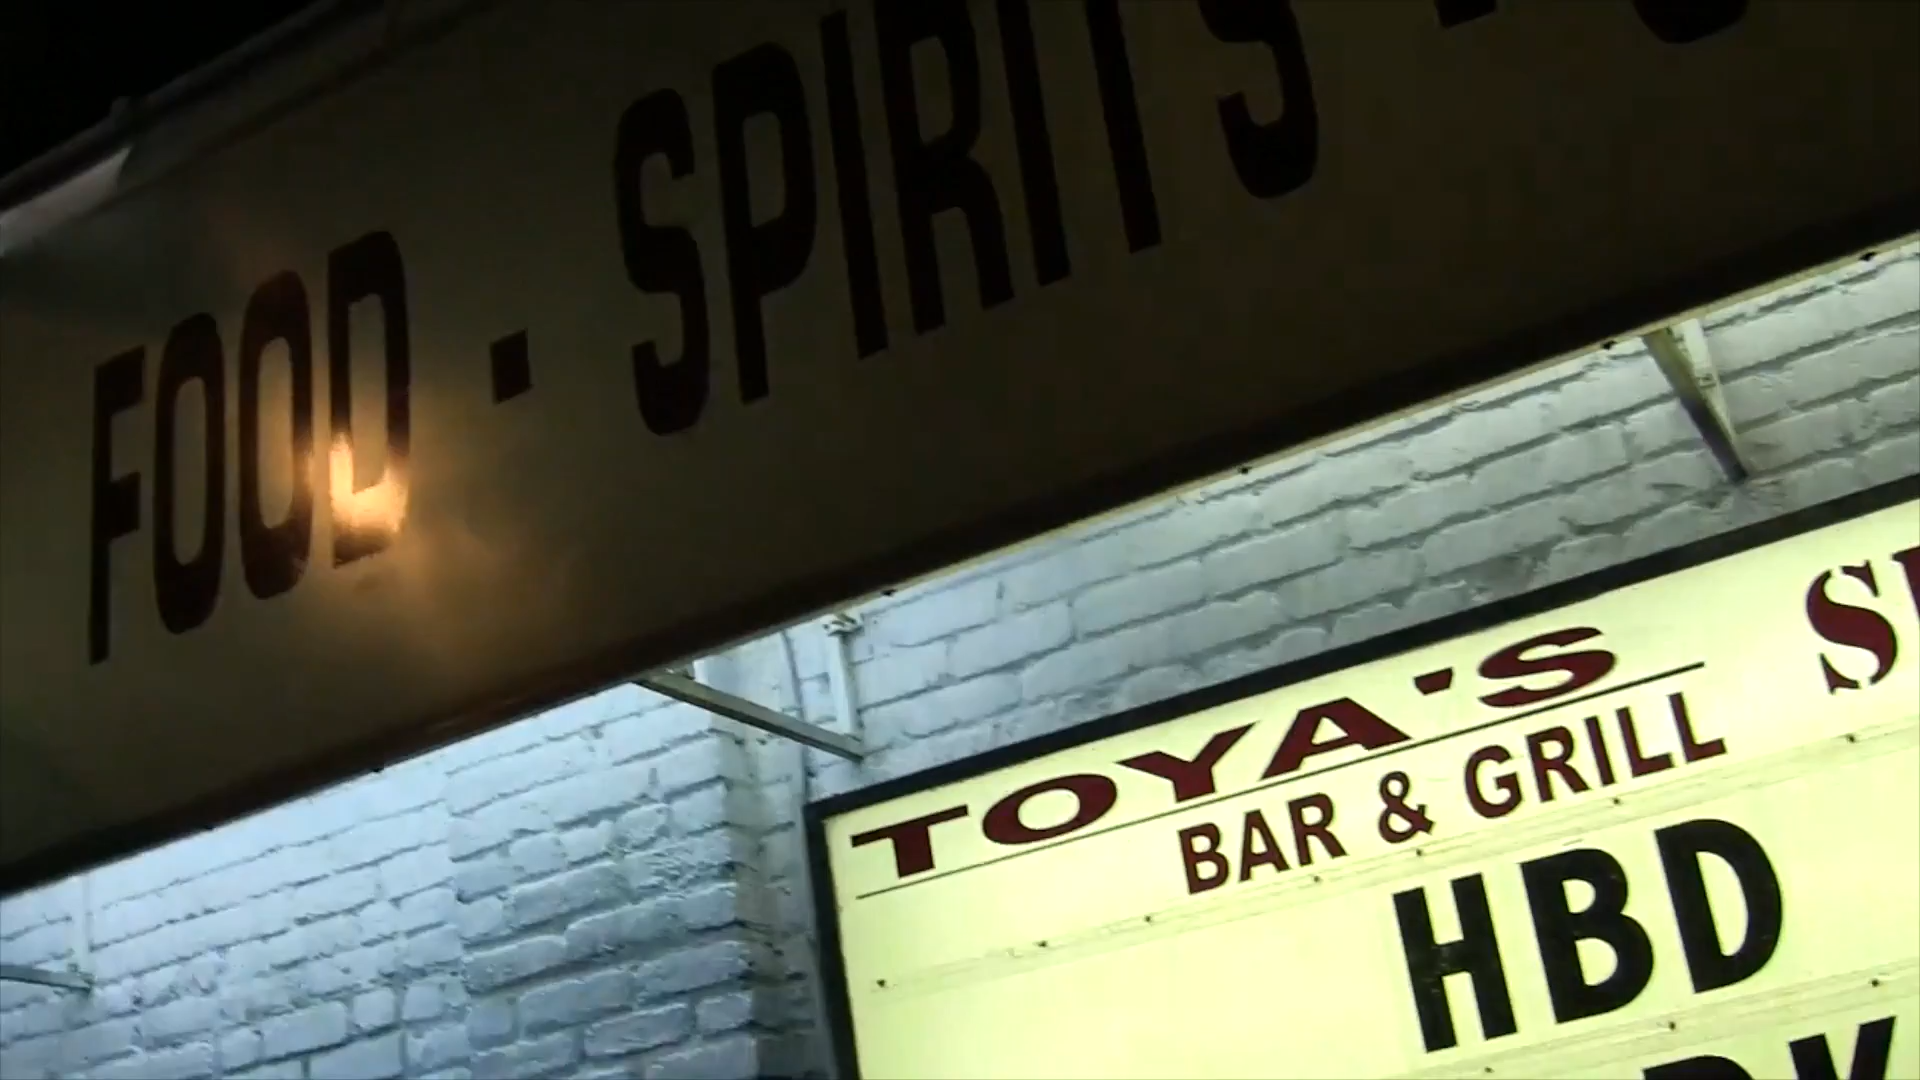 FOOD - SPIRITS -
TOYA'S
BAR & GRILL
HBD